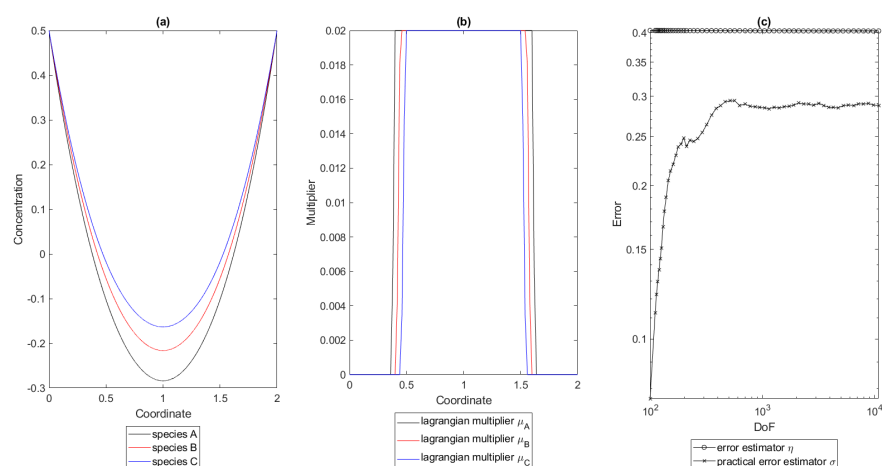 (a)
0.5
0.4
0.3
0.2
0.1
0
-0.1
-0.2
-0.3
Concentration
0 0.5 1 1.5 2
Coordinate
species A
species B
species C
(b)
0.02
0.018
0.016
0.014
0.012
0.01
0.008
0.006
0.004
0.002
0
Multiplier
0 0.5 1 1.5 2
Coordinate
lagrangian multiplier μ_A
lagrangian multiplier μ_B
lagrangian multiplier μ_C
(c)
0.4
0.35
0.3
0.25
0.2
0.15
0.1
Error
10^2 10^3 10^4
DoF
error estimator η
practical error estimator σ